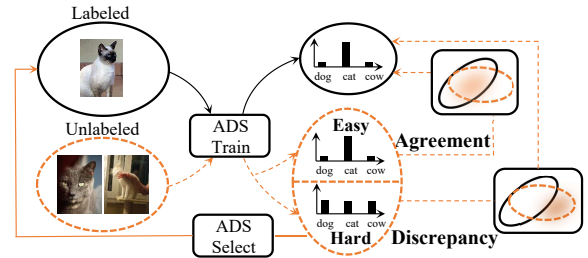 Labeled
dog cat cow
Unlabeled
ADS
Train
Easy
Agreement
dog cat cow
dog cat cow
ADS
Select
Hard
Discrepancy